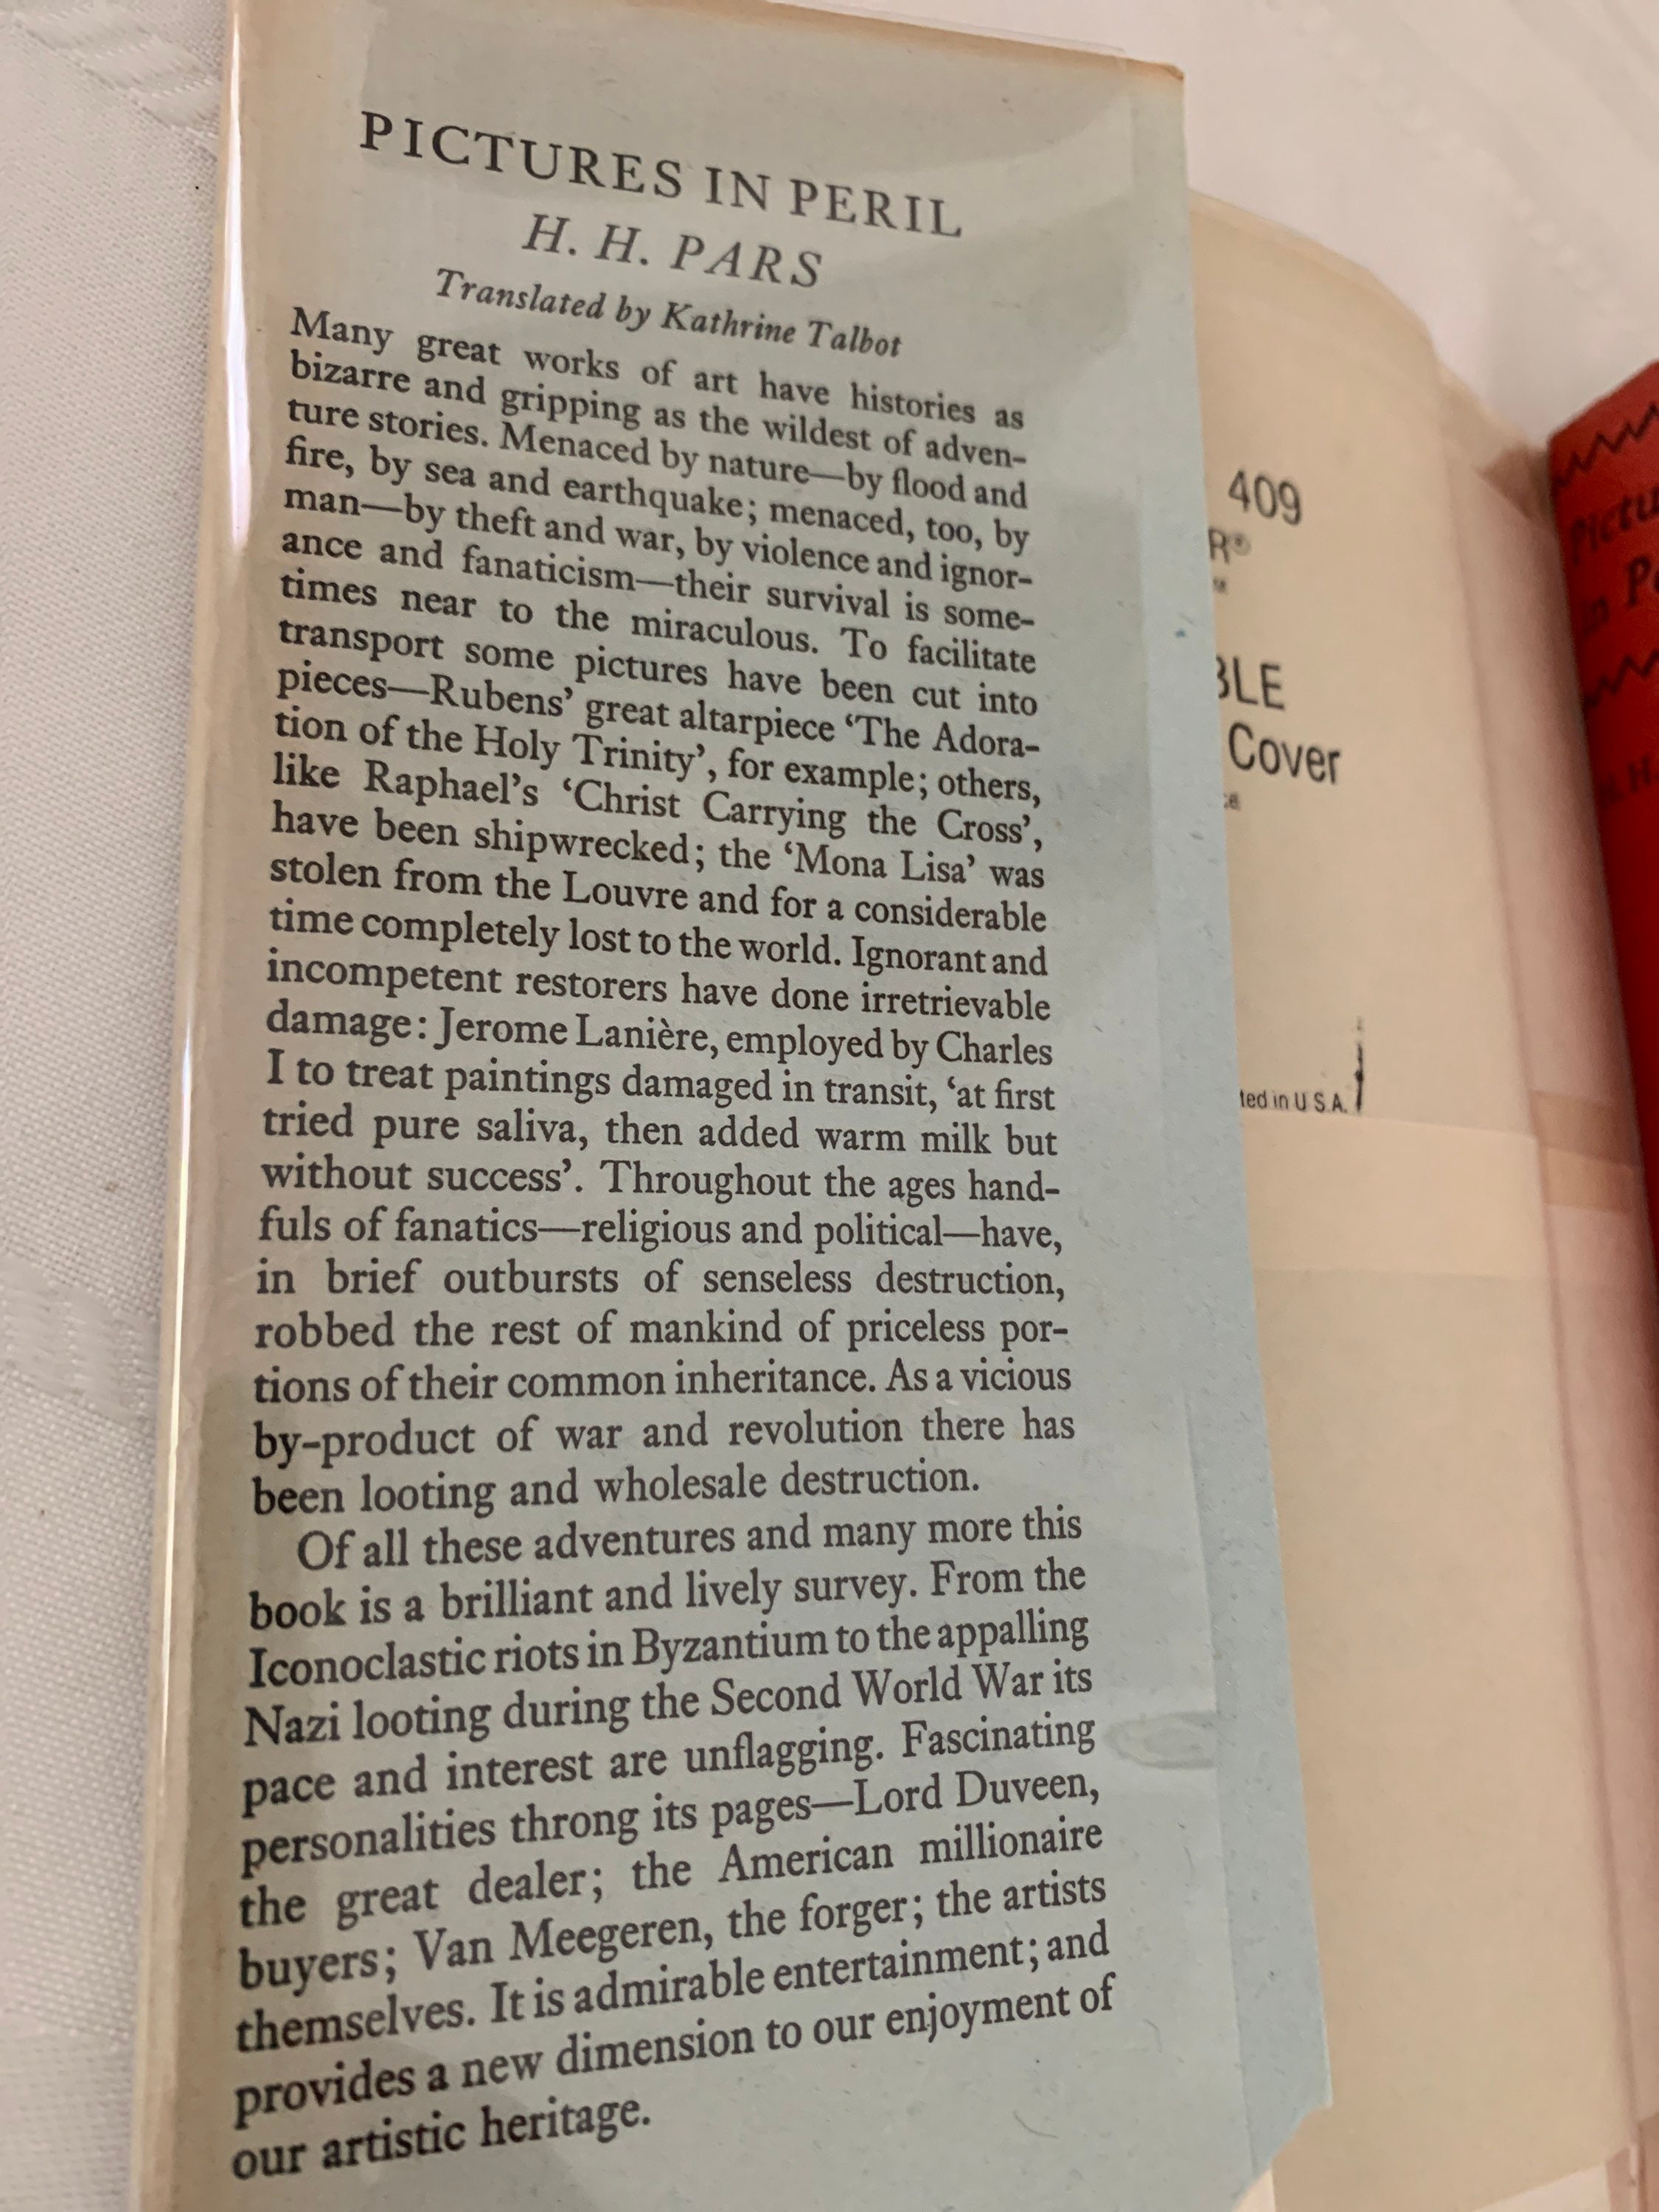 PICTURES IN PERIL
H. H. PARS
Translated by Kathrine Talbot
Many great works of art have histories as
bizarre and gripping as the wildest of adven-
ture stories. Menaced by nature—by flood and
fire, by sea and earthquake; menaced, too, by
man—by theft and war, by violence and ignor-
ance and fanaticism—their survival is some-
times near to the miraculous. To facilitate
transport some pictures have been cut into
pieces—Rubens' great altarpiece 'The Adora-
tion of the Holy Trinity', for example; others,
like Raphael's 'Christ Carrying the Cross',
have been shipwrecked; the 'Mona Lisa' was
stolen from the Louvre and for a considerable
time completely lost to the world. Ignorant and
incompetent restorers have done irretrievable
damage: Jerome Lanière, employed by Charles
I to treat paintings damaged in transit, 'at first
tried pure saliva, then added warm milk but
without success'. Throughout the ages hand-
fuls of fanatics—religious and political—have,
in brief outbursts of senseless destruction,
robbed the rest of mankind of priceless por-
tions of their common inheritance. As a vicious
by-product of war and revolution there has
been looting and wholesale destruction.
Of all these adventures and many more this
book is a brilliant and lively survey. From the
Iconoclastic riots in Byzantium to the appalling
Nazi looting during the Second World War its
pace and interest are unflagging. Fascinating
personalities throng its pages—Lord Duveen,
the great dealer; the American millionaire
buyers; Van Meegeren, the forger; the artists
themselves. It is admirable entertainment; and
provides a new dimension to our enjoyment of
our artistic heritage.
409
R®
BLE
Cover
ted in U.S.A.
Pictu
in Pe
H. H.